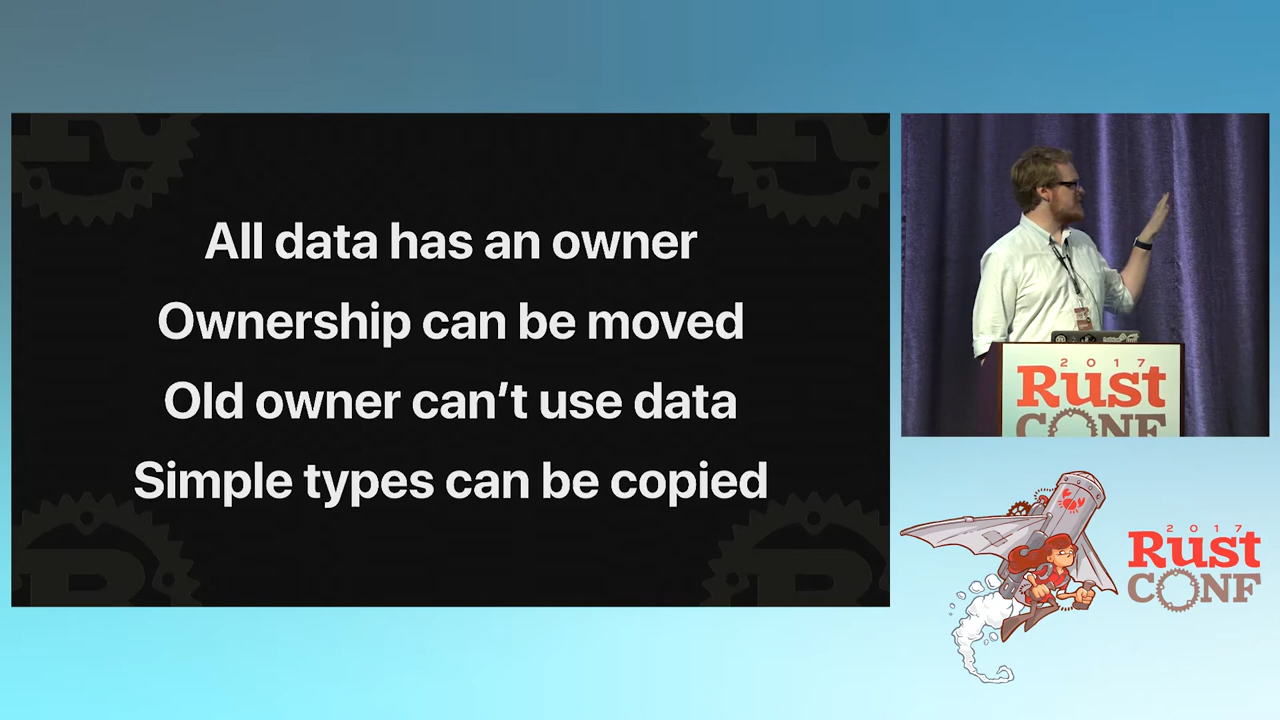 All data has an owner
Ownership can be moved
Old owner can’t use data
Simple types can be copied
2017
Rust
CONF
2017
Rust
CONF